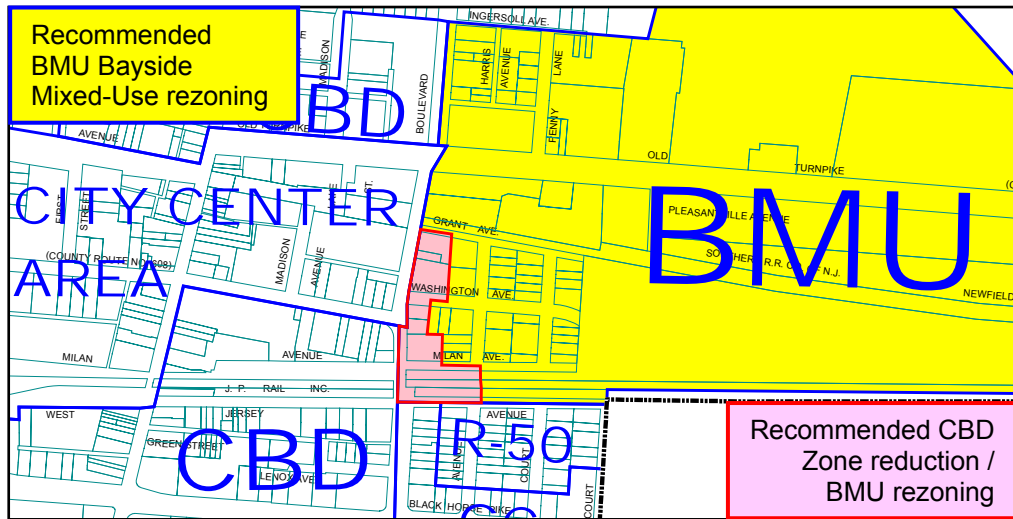 Recommended
BMU Bayside
Mixed-Use rezoning
INGERSOLL AVE.
MADISON
BOULEVARD
HARRIS
AVENUE
LANE
PENNY
CBD
AVENUE
OLD
TURNPIKE
CITY CENTER
AREA
FIRST
STREET
ST.
(COUNTY ROUTE NO. 608)
MADISON
AVENUE
GRANT AVE.
PLEASANTVILLE AVENUE
BMU
NEWFIELD
WASHINGTON AVE.
MILAN
AVENUE
MILAN AVE.
J. P. RAIL INC.
WEST
JERSEY
AVENUE
GREEN STREET
CBD
LENOX AVE.
R-50
AVENUE
COURT
COURT
BLACK HORSE PIKE
Recommended CBD
Zone reduction /
BMU rezoning